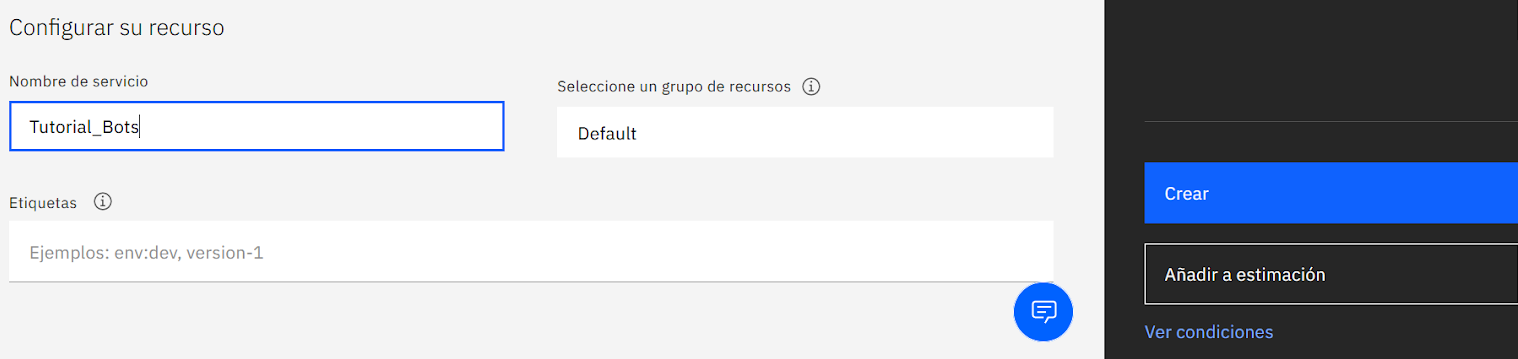 Configurar su recurso
Nombre de servicio
Tutorial_Bots
Seleccione un grupo de recursos
Default
Etiquetas
Ejemplos: env:dev, version-1
Crear
Añadir a estimación
Ver condiciones